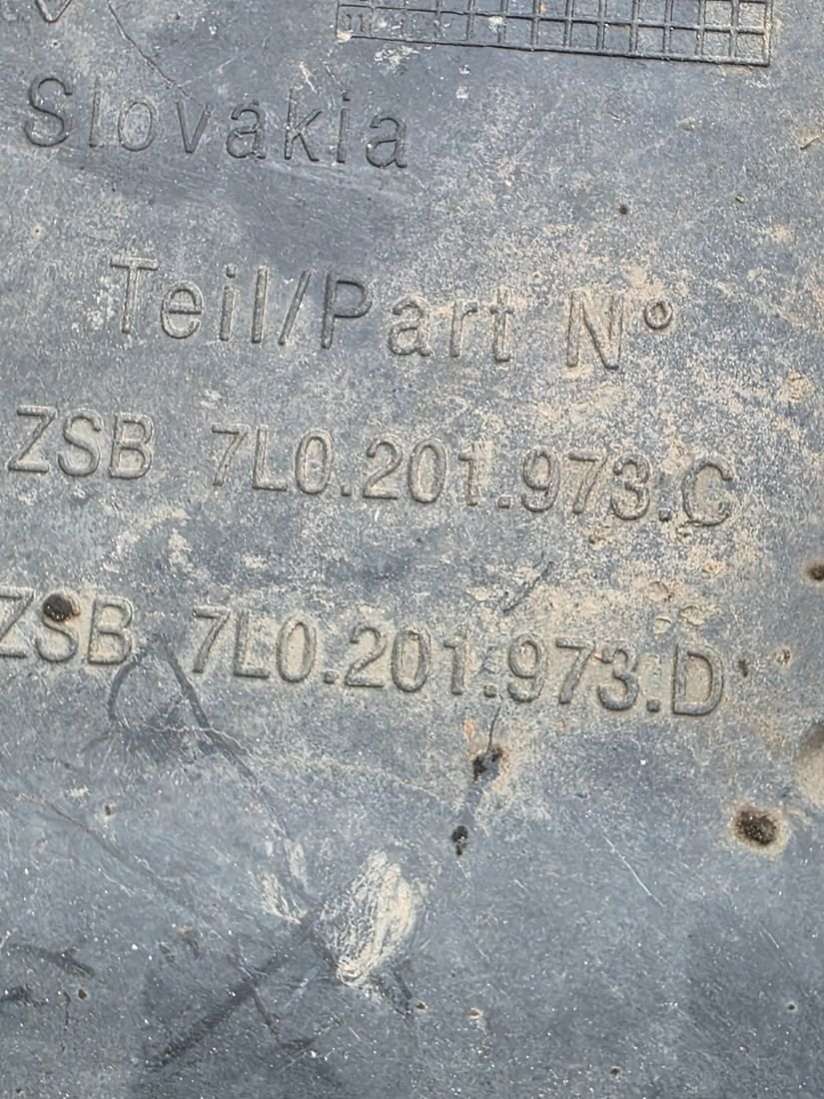 Slovakia
Teil/Part N°
ZSB 7L0.201.973.C
ZSB 7L0.201.973.D